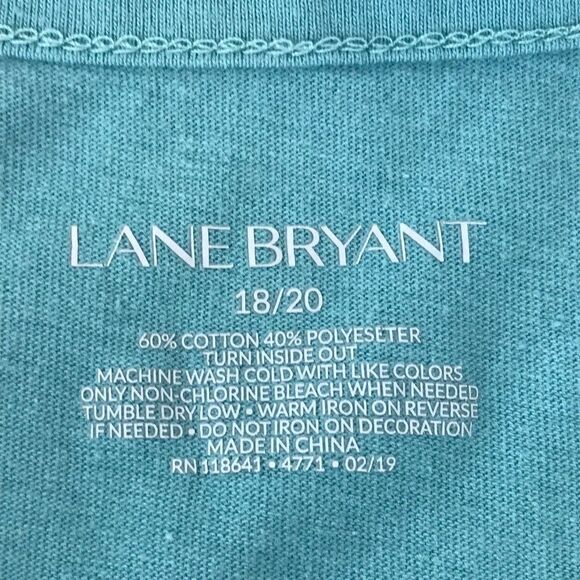 LANE BRYANT
18/20
60% COTTON 40% POLYESETER
TURN INSIDE OUT
MACHINE WASH COLD WITH LIKE COLORS
ONLY NON-CHLORINE BLEACH WHEN NEEDED
TUMBLE DRY LOW • WARM IRON ON REVERSE
IF NEEDED • DO NOT IRON ON DECORATION
MADE IN CHINA
RN 118641 • 4771 • 02/19